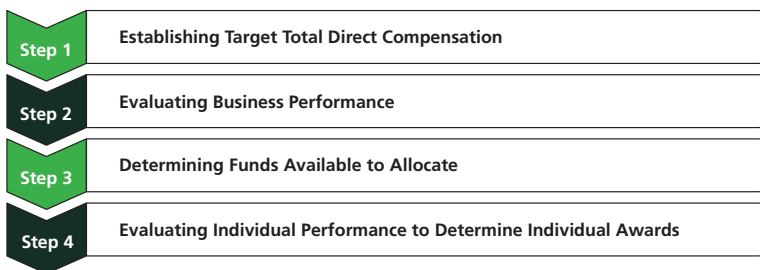 Step 1
Establishing Target Total Direct Compensation
Step 2
Evaluating Business Performance
Step 3
Determining Funds Available to Allocate
Step 4
Evaluating Individual Performance to Determine Individual Awards